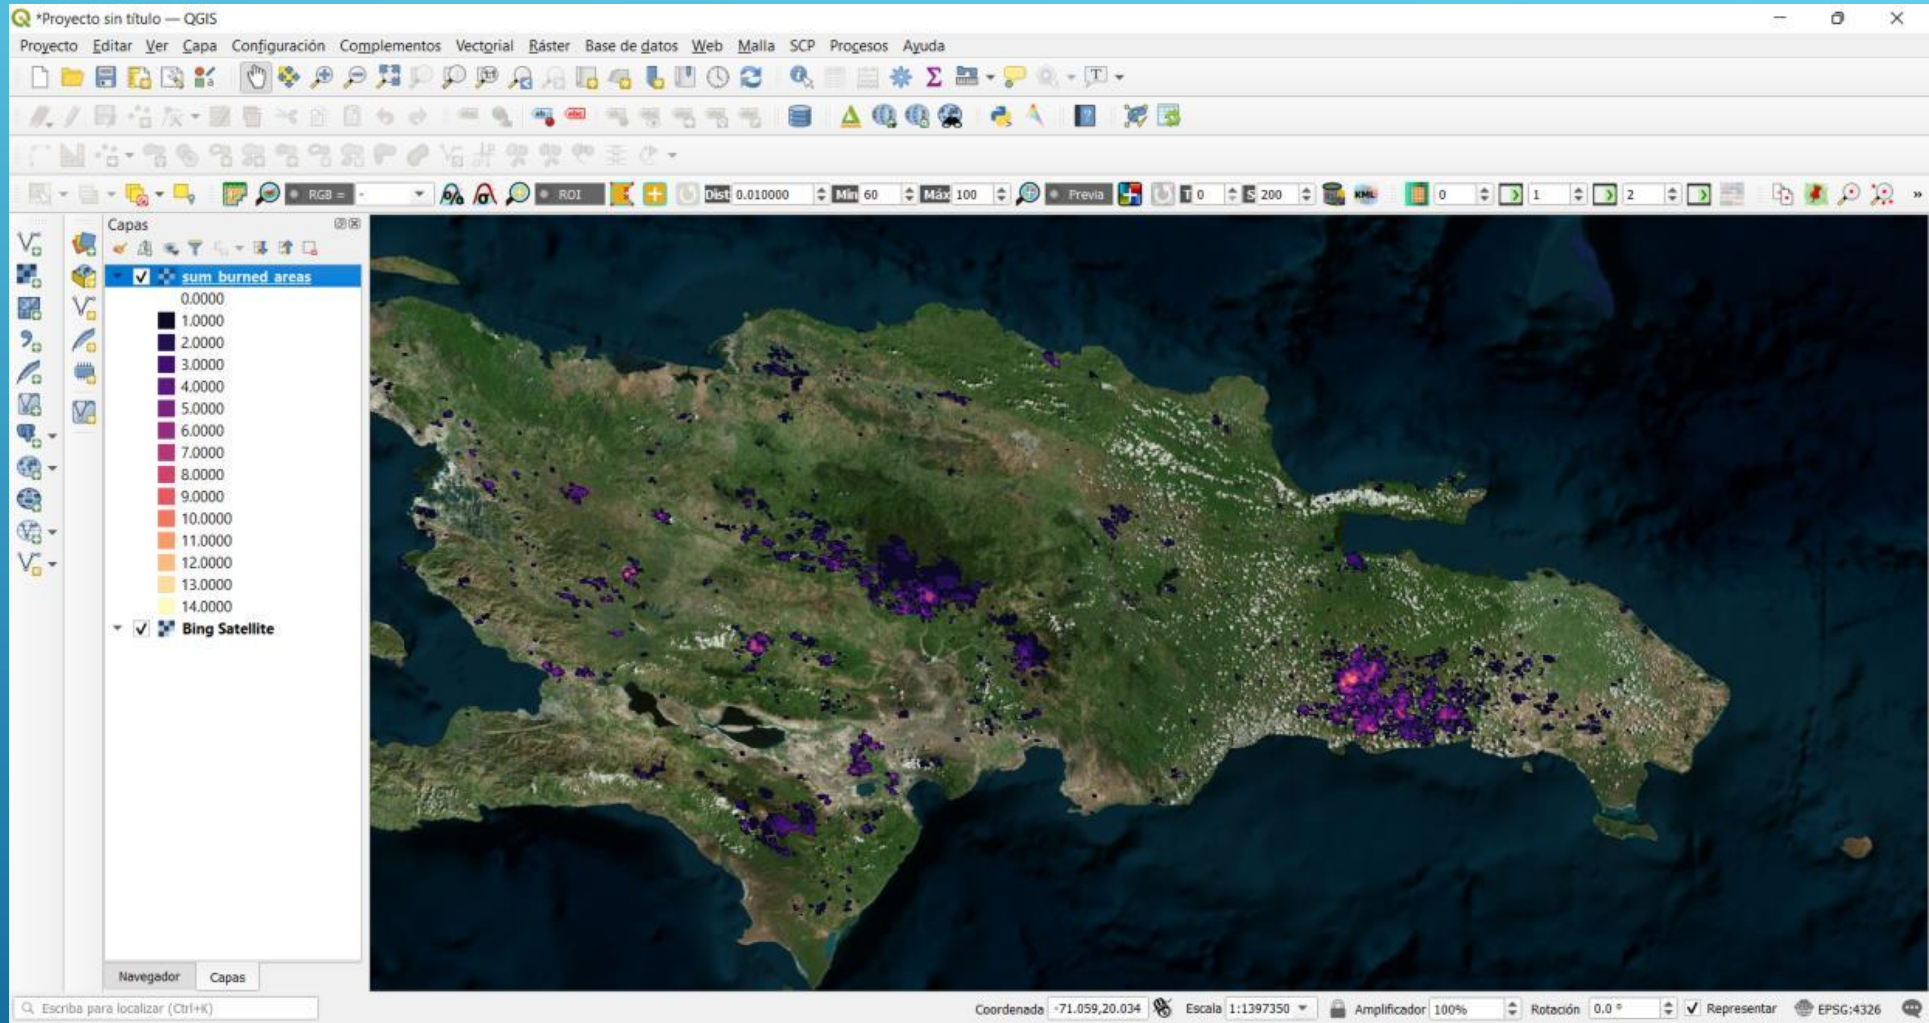 *Proyecto sin título — QGIS
Proyecto Editar Ver Capa Configuración Complementos Vectorial Ráster Base de datos Web Malla SCP Procesos Ayuda
RGB = - ROI Dist 0.010000 Min 60 Máx 100 Previa T 0 S 200 KML 0 1 2 »
Capas
sum_burned_areas
0.0000
1.0000
2.0000
3.0000
4.0000
5.0000
6.0000
7.0000
8.0000
9.0000
10.0000
11.0000
12.0000
13.0000
14.0000
Bing Satellite
Navegador Capas
Escriba para localizar (Ctrl+K) Coordenada -71.059,20.034 Escala 1:1397350 Amplificador 100% Rotación 0.0 ° Representar EPSG:4326